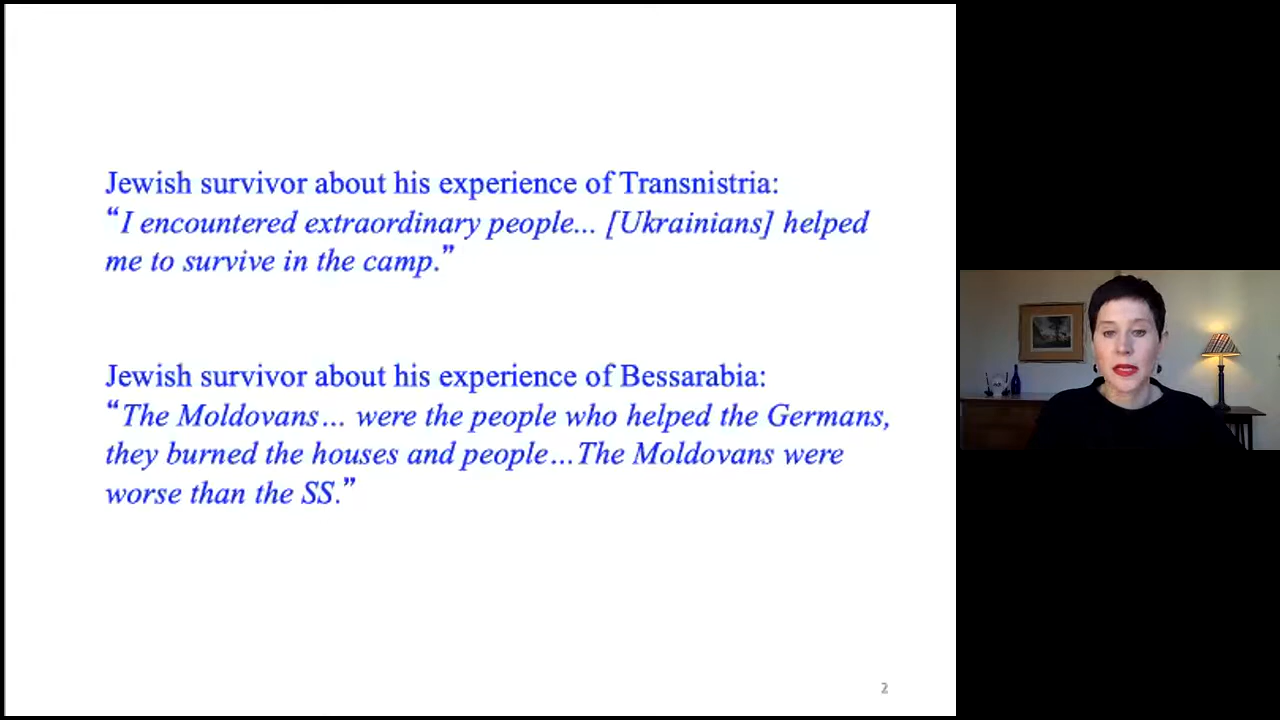 Jewish survivor about his experience of Transnistria:
“I encountered extraordinary people... [Ukrainians] helped
me to survive in the camp.”
Jewish survivor about his experience of Bessarabia:
“The Moldovans... were the people who helped the Germans,
they burned the houses and people...The Moldovans were
worse than the SS.”
2